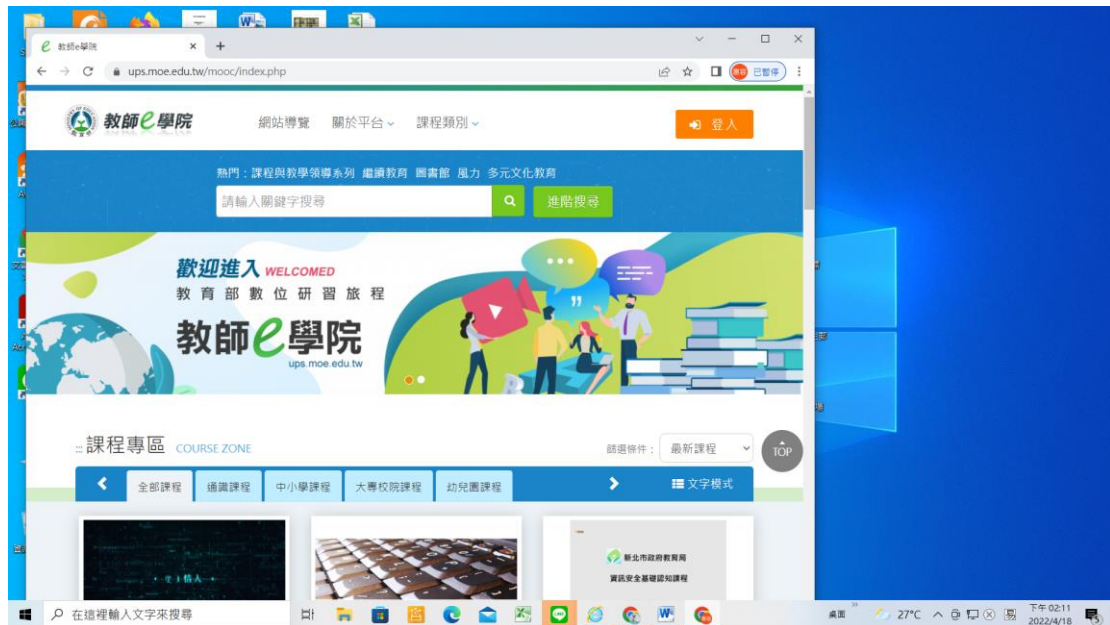 教師e學院
ups.moe.edu.tw/mooc/index.php
已暫停
教師e學院
網站導覽 關於平台 課程類別
登入
熱門：課程與教學領導系列 繼續教育 圖書館 風力 多元文化教育
請輸入關鍵字搜尋
進階搜尋
歡迎進入 WELCOMED
教育部數位研習旅程
教師e學院
ups.moe.edu.tw
課程專區 COURSE ZONE
篩選條件： 最新課程
TOP
全部課程 通識課程 中小學課程 大專校院課程 幼兒園課程
文字模式
新北市政府教育局
資訊安全基礎認知課程
在這裡輸入文字來搜尋
桌面
27°C
下午 02:11
2022/4/18